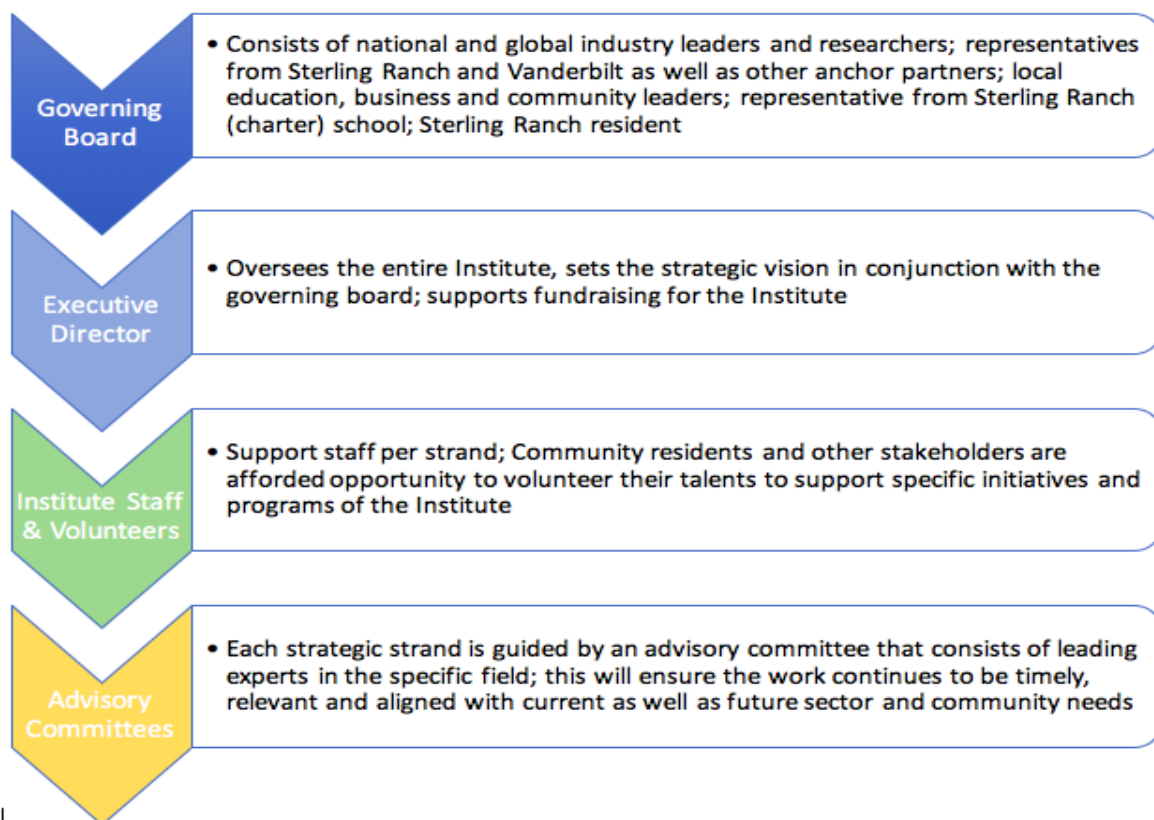 Governing
Board
• Consists of national and global industry leaders and researchers; representatives
from Sterling Ranch and Vanderbilt as well as other anchor partners; local
education, business and community leaders; representative from Sterling Ranch
(charter) school; Sterling Ranch resident
Executive
Director
• Oversees the entire Institute, sets the strategic vision in conjunction with the
governing board; supports fundraising for the Institute
Institute Staff
& Volunteers
• Support staff per strand; Community residents and other stakeholders are
afforded opportunity to volunteer their talents to support specific initiatives and
programs of the Institute
Advisory
Committees
• Each strategic strand is guided by an advisory committee that consists of leading
experts in the specific field; this will ensure the work continues to be timely,
relevant and aligned with current as well as future sector and community needs